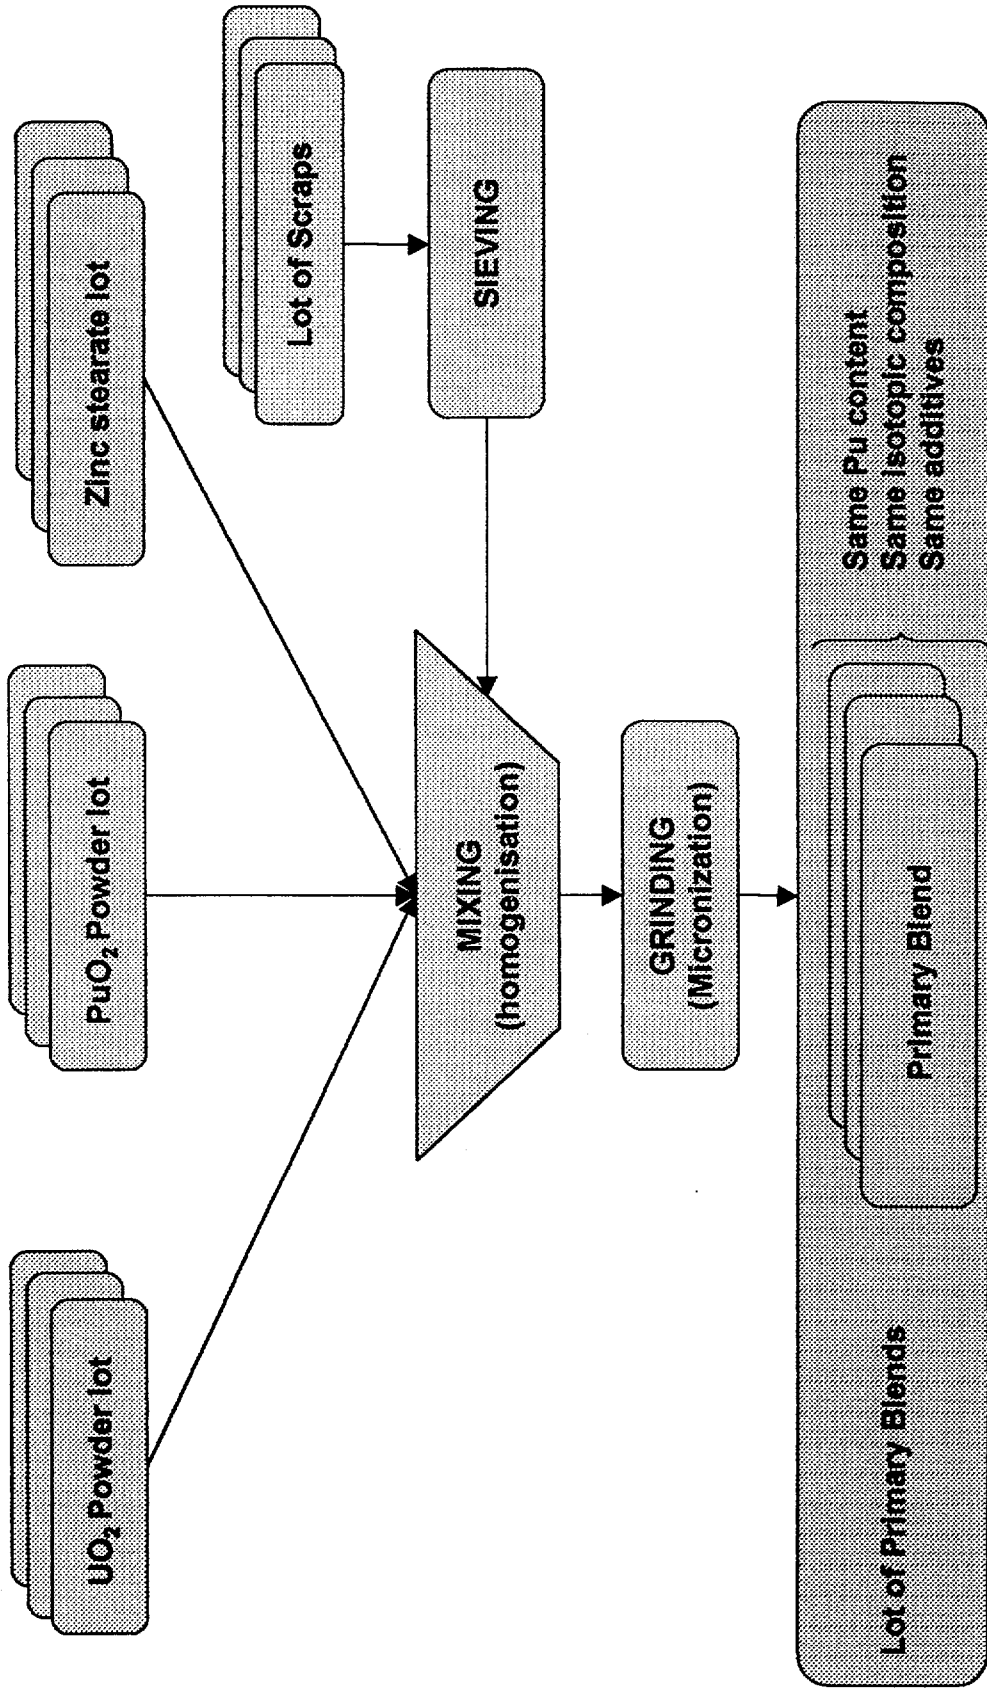 UO₂ Powder lot
PuO₂ Powder lot
Zinc stearate lot
Lot of Scraps
MIXING
(homogenisation)
SIEVING
GRINDING
(Micronization)
Lot of Primary Blends
Primary Blend
Same Pu content
Same isotopic composition
Same additives